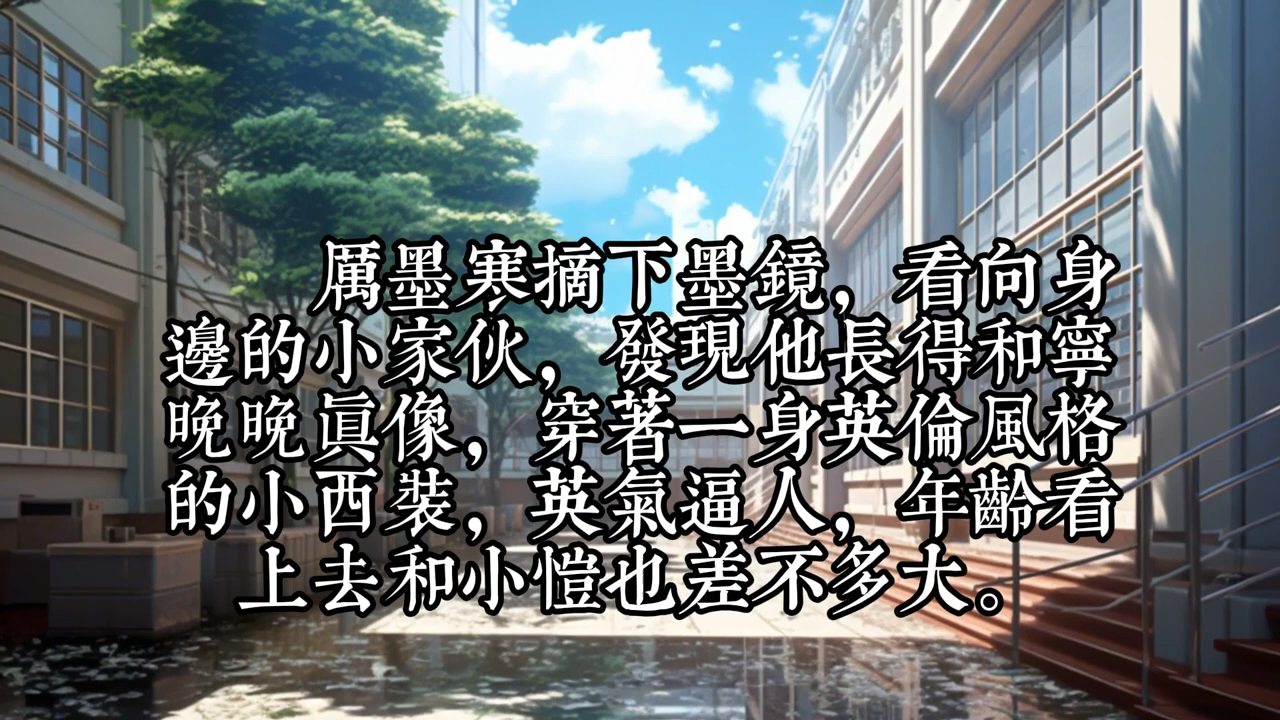 厲墨寒摘下墨鏡，看向身
邊的小家伙，發現他長得和寧
晚晚真像，穿著一身英倫風格
的小西裝，英氣逼人，年齡看
上去和小愷也差不多大。